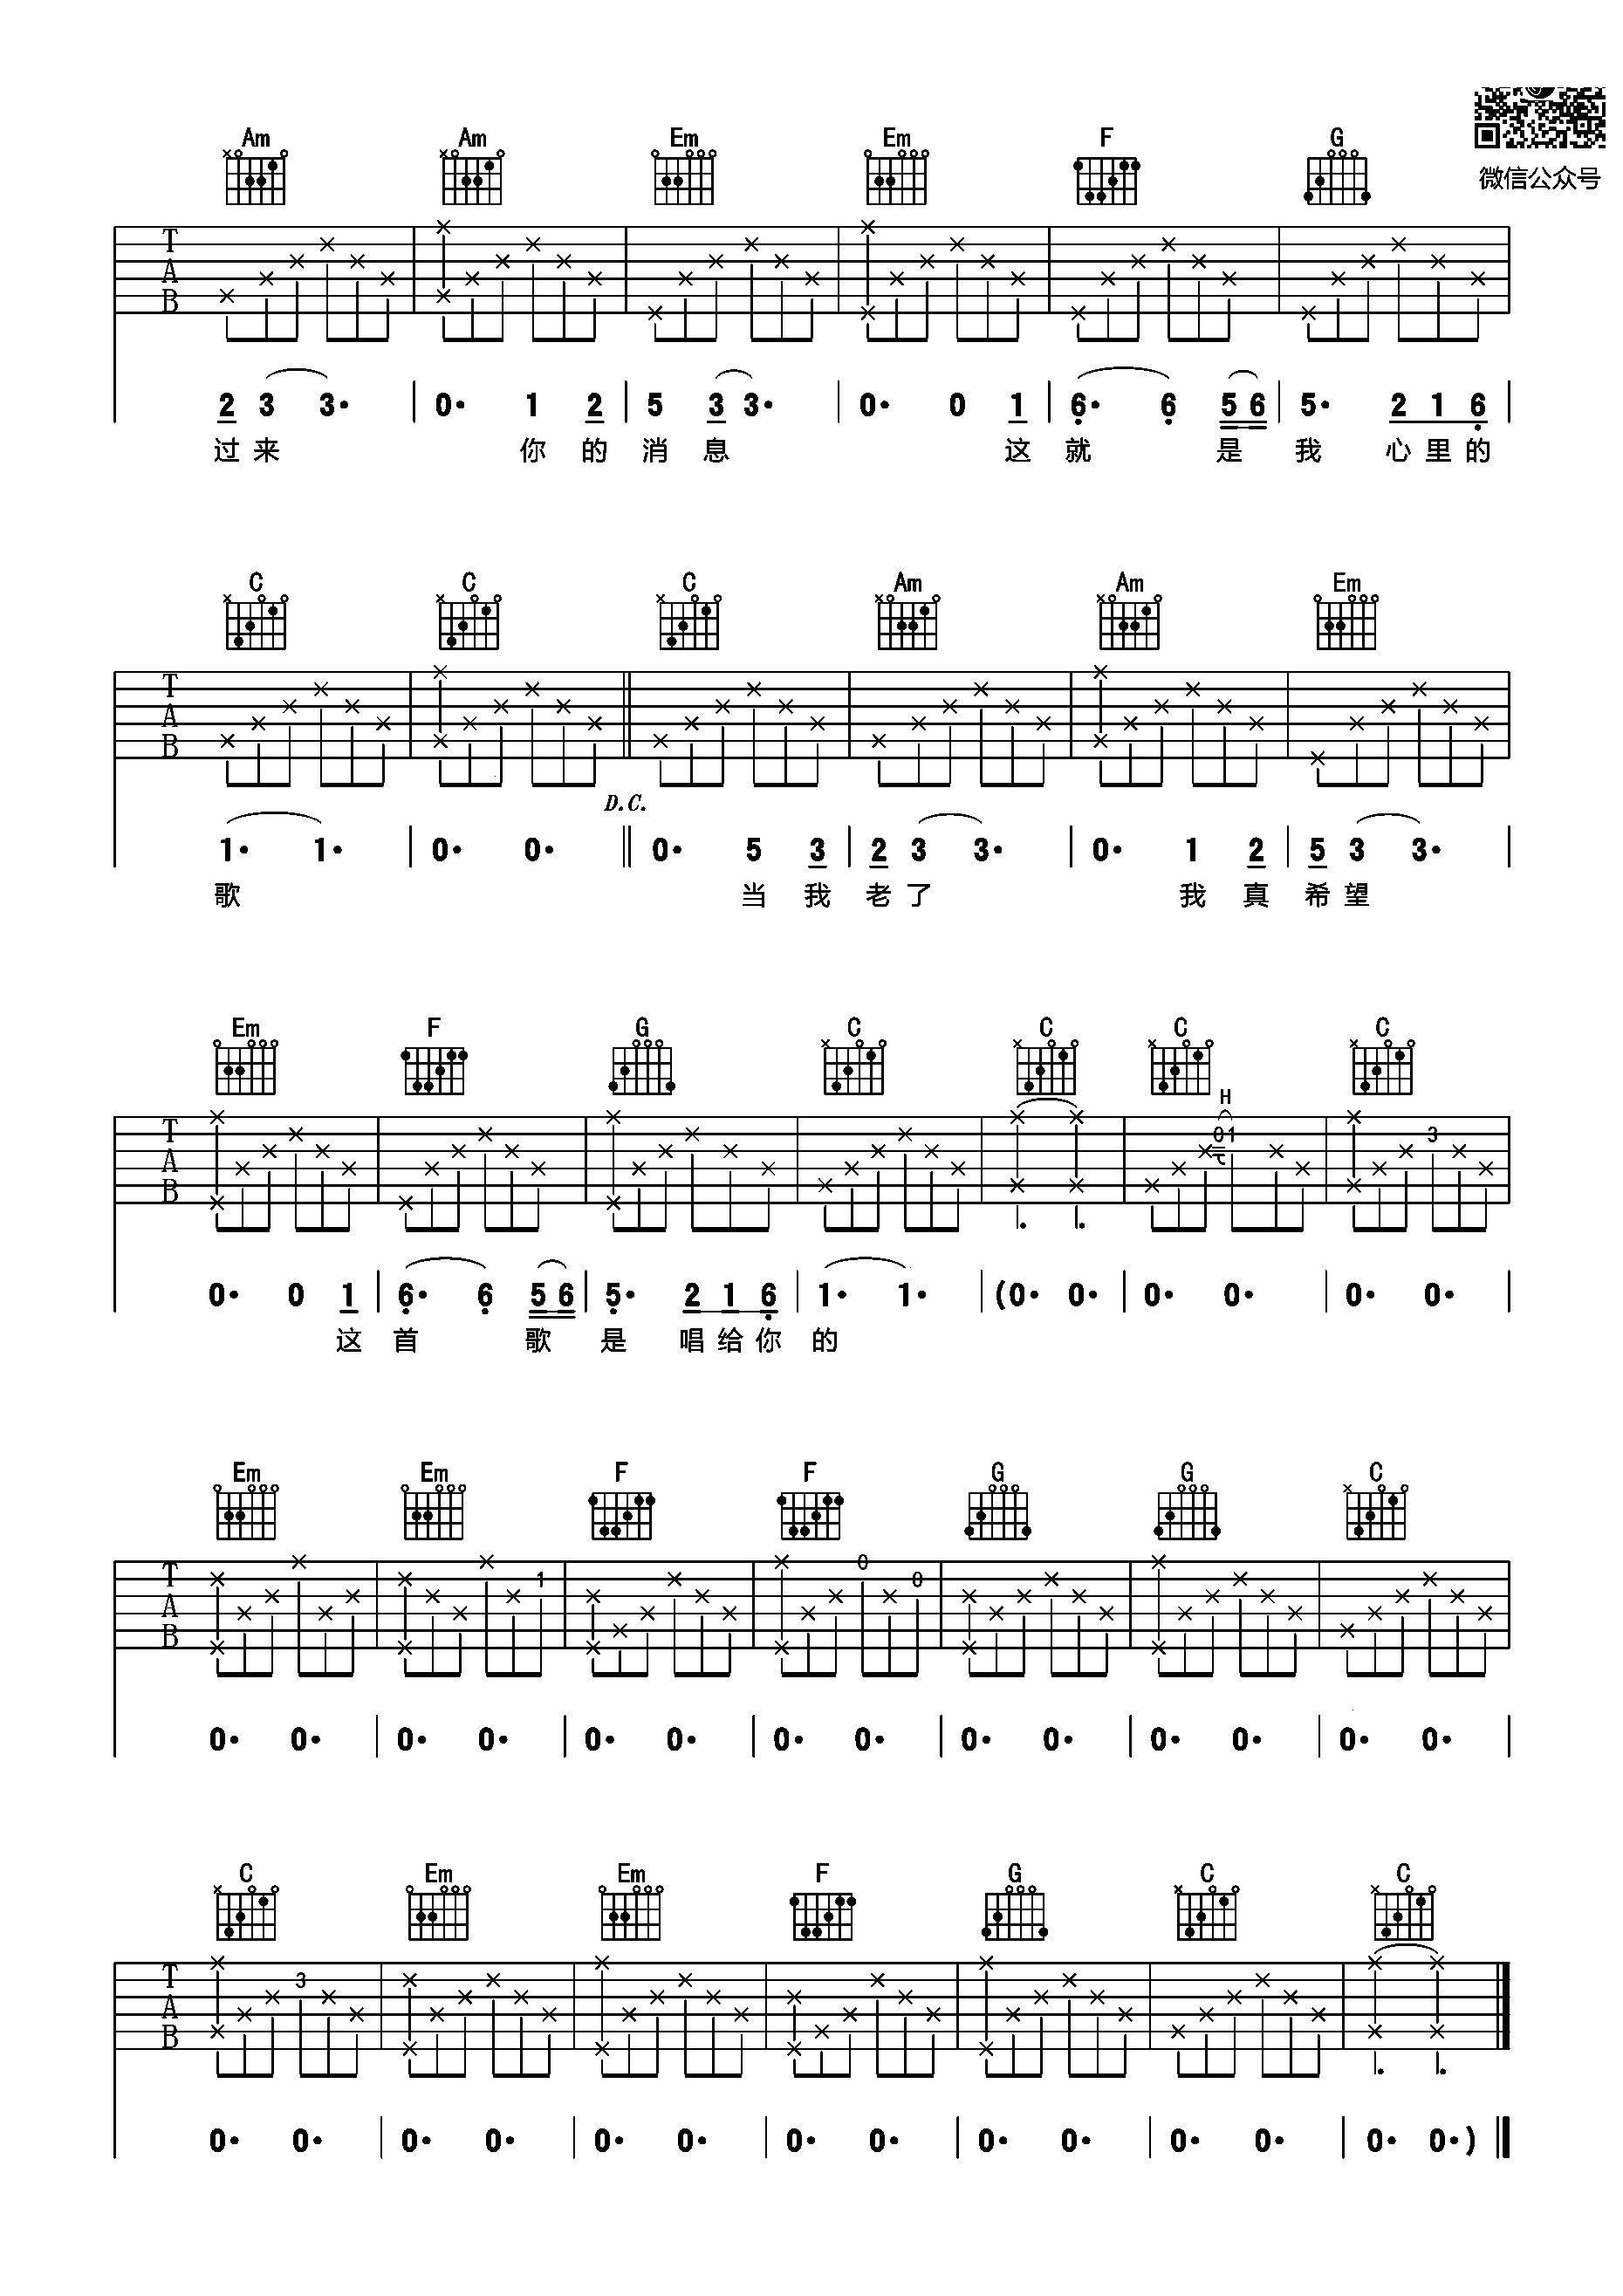 微信公众号
Am Am Em Em F G
T
A
B
2 3 3· 0· 1 2 5 3 3· 0· 0 1 6· 6 5 6 5· 2 1 6
过 来 你 的 消 息 这 就 是 我 心 里 的
C C C Am Am Em
T
A
B
D.C.
1· 1· 0· 0· 0· 5 3 2 3 3· 0· 1 2 5 3 3·
歌 当 我 老 了 我 真 希 望
Em F G C C C C
H
T
A
B
01 3
0· 0 1 6· 6 5 6 5· 2 1 6 1· 1· (0· 0· 0· 0· 0· 0·
这 首 歌 是 唱 给 你 的
Em Em F F G G C
T
A
B
1 0 0
0· 0· 0· 0· 0· 0· 0· 0· 0· 0· 0· 0· 0· 0·
C Em Em F G C C
T
A
B
3
0· 0· 0· 0· 0· 0· 0· 0· 0· 0· 0· 0· 0· 0·)